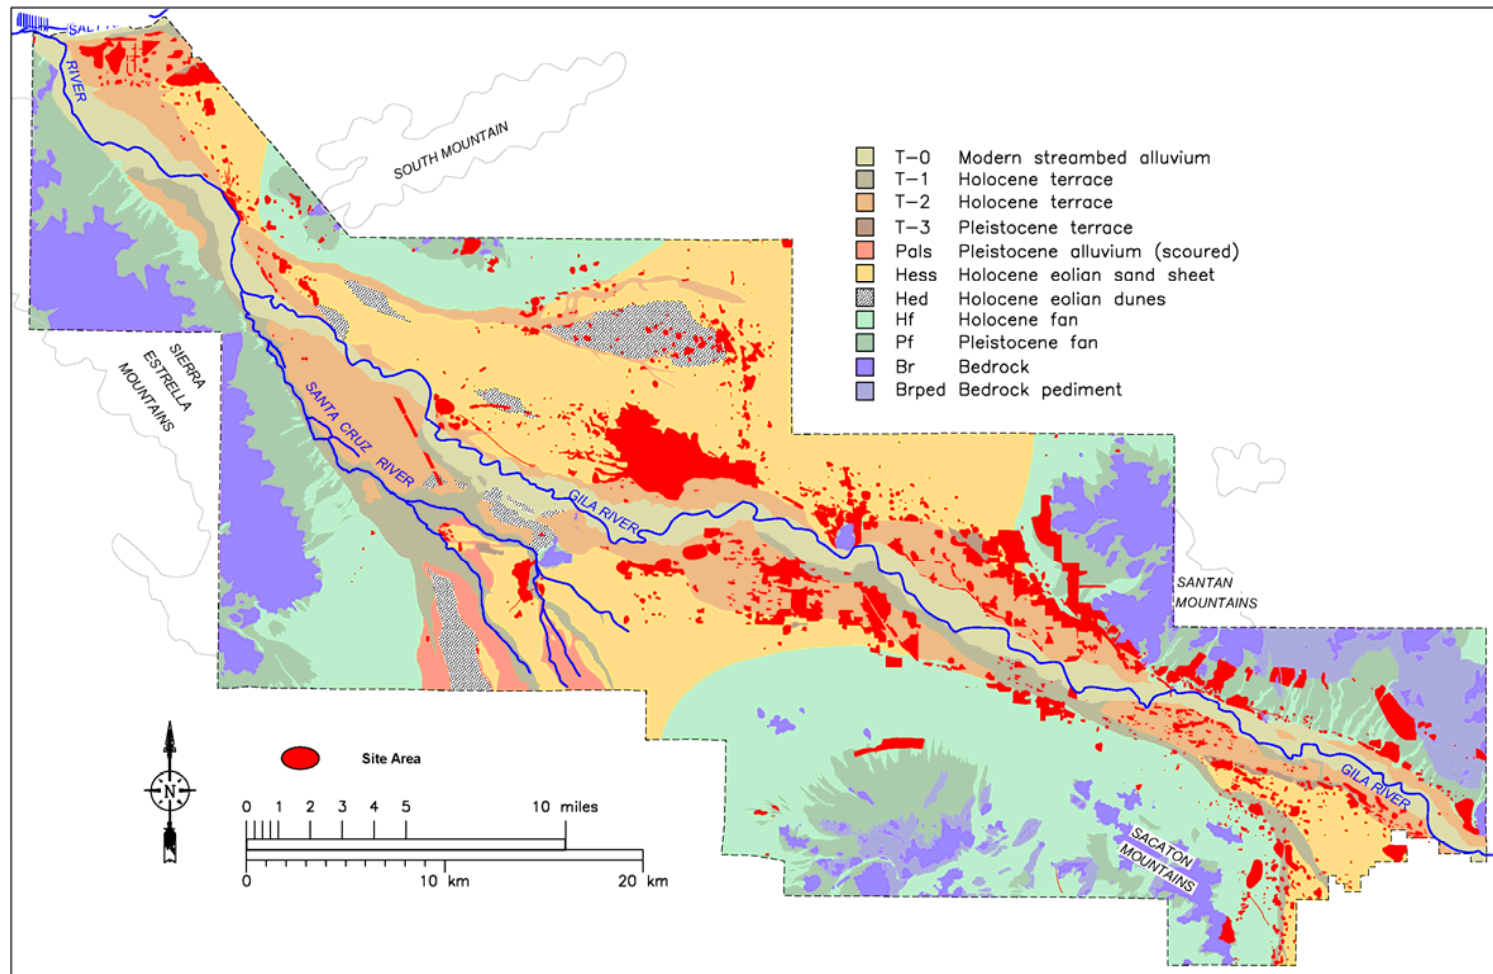 RIVER
SOUTH MOUNTAIN
T-0 Modern streambed alluvium
T-1 Holocene terrace
T-2 Holocene terrace
T-3 Pleistocene terrace
Pals Pleistocene alluvium (scoured)
Hess Holocene eolian sand sheet
Hed Holocene eolian dunes
Hf Holocene fan
Pf Pleistocene fan
Br Bedrock
Brped Bedrock pediment
SIERRA
ESTRELLA
MOUNTAINS
SANTA CRUZ RIVER
GILA RIVER
SANTAN
MOUNTAINS
GILA RIVER
SACATON
MOUNTAINS
N
Site Area
0 1 2 3 4 5 10 miles
0 10 km 20 km